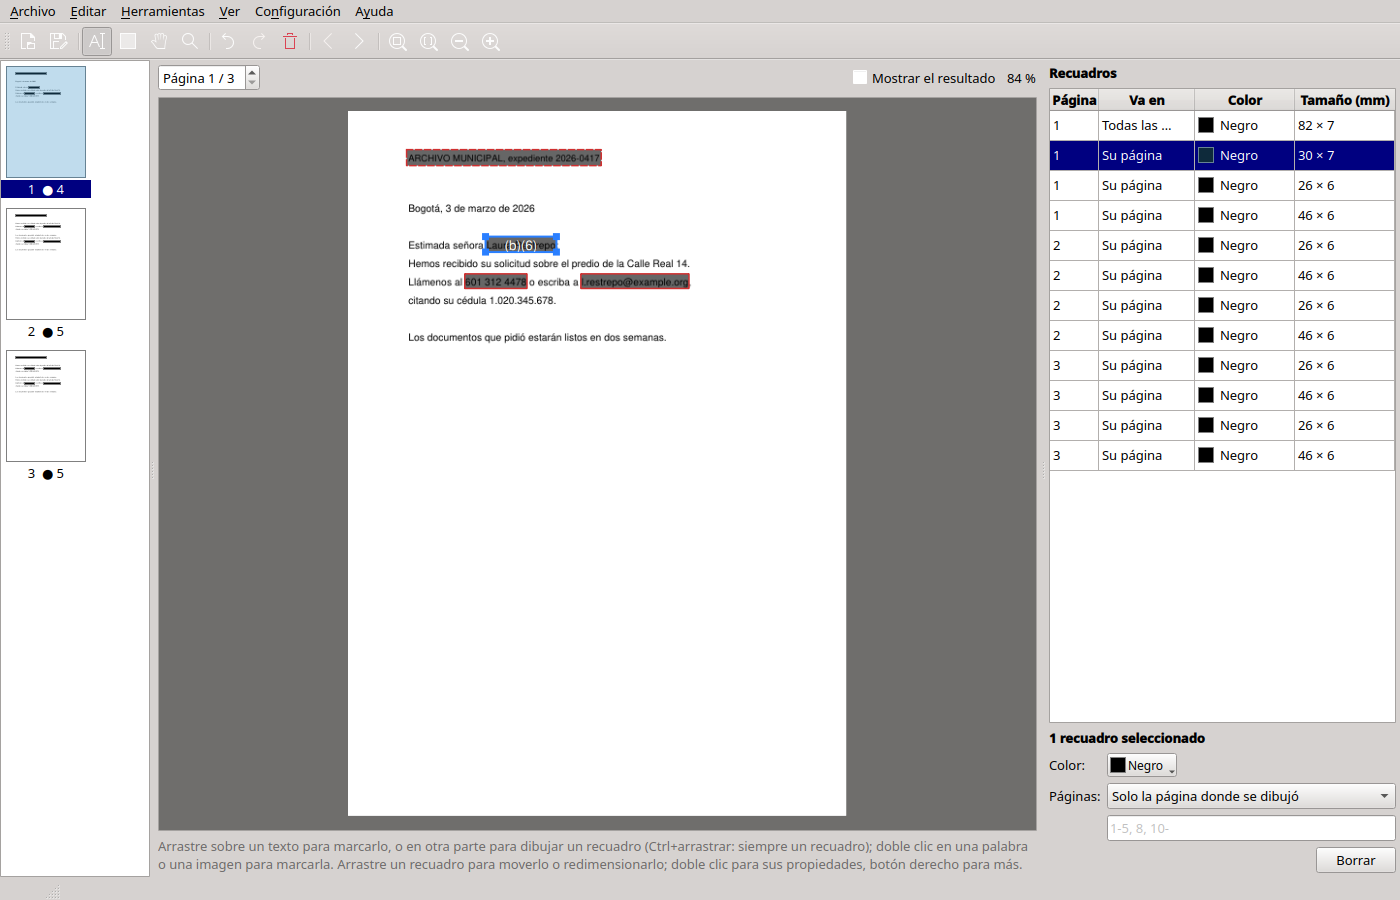 Archivo Editar Herramientas Ver Configuración Ayuda
Página 1 / 3
Mostrar el resultado 84 %
1 4
2 5
3 5
ARCHIVO MUNICIPAL, expediente 2026-0417
Bogotá, 3 de marzo de 2026
Estimada señora (b)(6)
Hemos recibido su solicitud sobre el predio de la Calle Real 14.
Llámenos al 601 312 4478 o escriba a l.restrepo@example.org,
citando su cédula 1.020.345.678.
Los documentos que pidió estarán listos en dos semanas.
Arrastre sobre un texto para marcarlo, o en otra parte para dibujar un recuadro (Ctrl+arrastrar: siempre un recuadro); doble clic en una palabra
o una imagen para marcarla. Arrastre un recuadro para moverlo o redimensionarlo; doble clic para sus propiedades, botón derecho para más.
Recuadros
Página Va en Color Tamaño (mm)
1 Todas las ... Negro 82 × 7
1 Su página Negro 30 × 7
1 Su página Negro 26 × 6
1 Su página Negro 46 × 6
2 Su página Negro 26 × 6
2 Su página Negro 46 × 6
2 Su página Negro 26 × 6
2 Su página Negro 46 × 6
3 Su página Negro 26 × 6
3 Su página Negro 46 × 6
3 Su página Negro 26 × 6
3 Su página Negro 46 × 6
1 recuadro seleccionado
Color: Negro
Páginas: Solo la página donde se dibujó
1-5, 8, 10-
Borrar